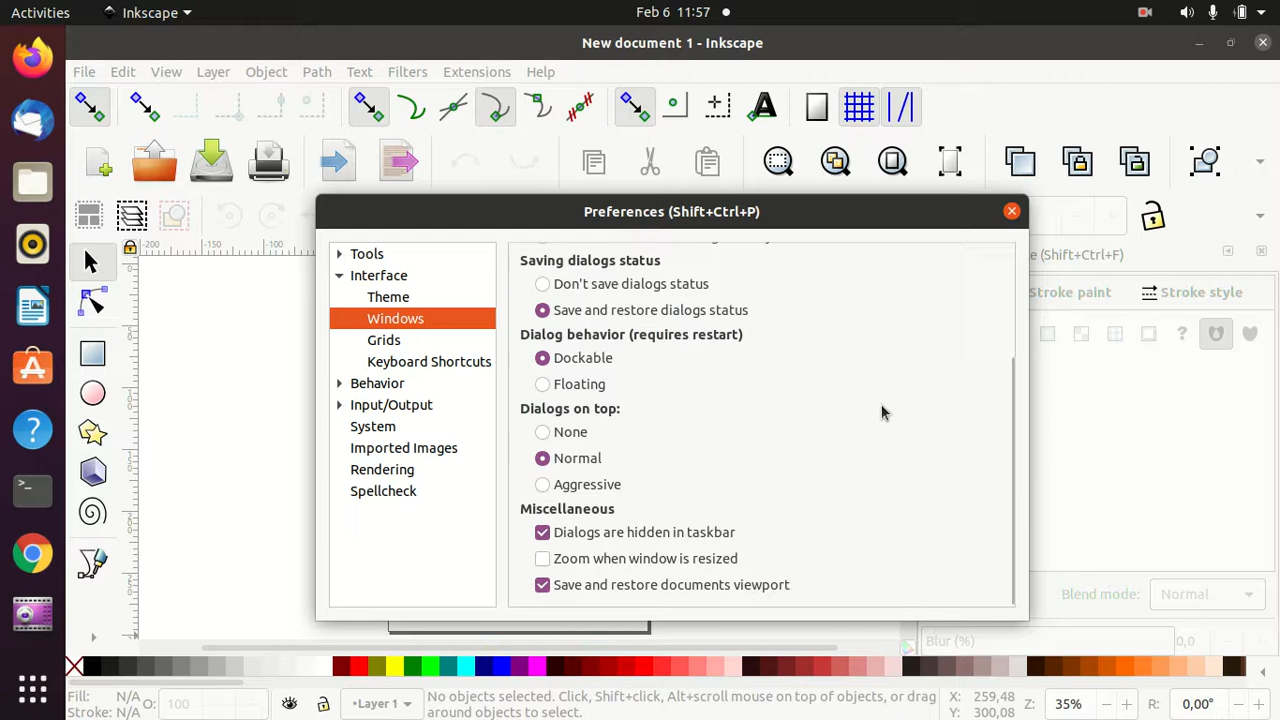 Activities
Inkscape
Feb 6 11:57
New document 1 - Inkscape
File Edit View Layer Object Path Text Filters Extensions Help
Preferences (Shift+Ctrl+P)
-200 -150 -100
e (Shift+Ctrl+F)
Stroke paint
Stroke style
Tools
Interface
Theme
Windows
Grids
Keyboard Shortcuts
Behavior
Input/Output
System
Imported Images
Rendering
Spellcheck
Saving dialogs status
Don't save dialogs status
Save and restore dialogs status
Dialog behavior (requires restart)
Dockable
Floating
Dialogs on top:
None
Normal
Aggressive
Miscellaneous
Dialogs are hidden in taskbar
Zoom when window is resized
Save and restore documents viewport
Blend mode: Normal
Blur (%) 0,0
Fill: N/A
Stroke: N/A
O: 100
•Layer 1
No objects selected. Click, Shift+click, Alt+scroll mouse on top of objects, or drag
around objects to select.
X: 259,48
Y: 300,08
Z: 35%
R: 0,00°